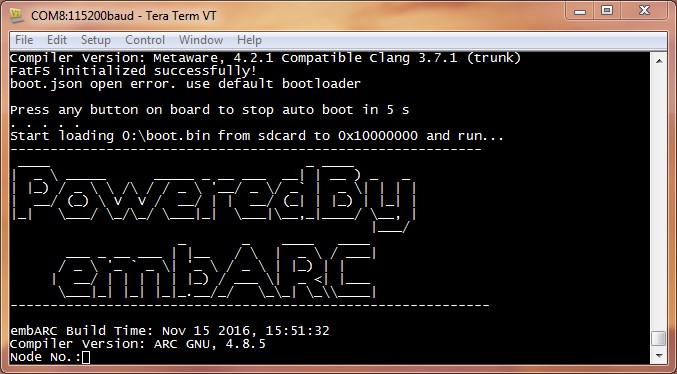 COM8:115200baud - Tera Term VT
File Edit Setup Control Window Help
Compiler Version: Metaware, 4.2.1 Compatible Clang 3.7.1 (trunk)
FatFS initialized successfully!
boot.json open error. use default bootloader
Press any button on board to stop auto boot in 5 s
. . . . .
Start loading 0:\boot.bin from sdcard to 0x10000000 and run...
PoweredBy
embARC
embARC Build Time: Nov 15 2016, 15:51:32
Compiler Version: ARC GNU, 4.8.5
Node No.: